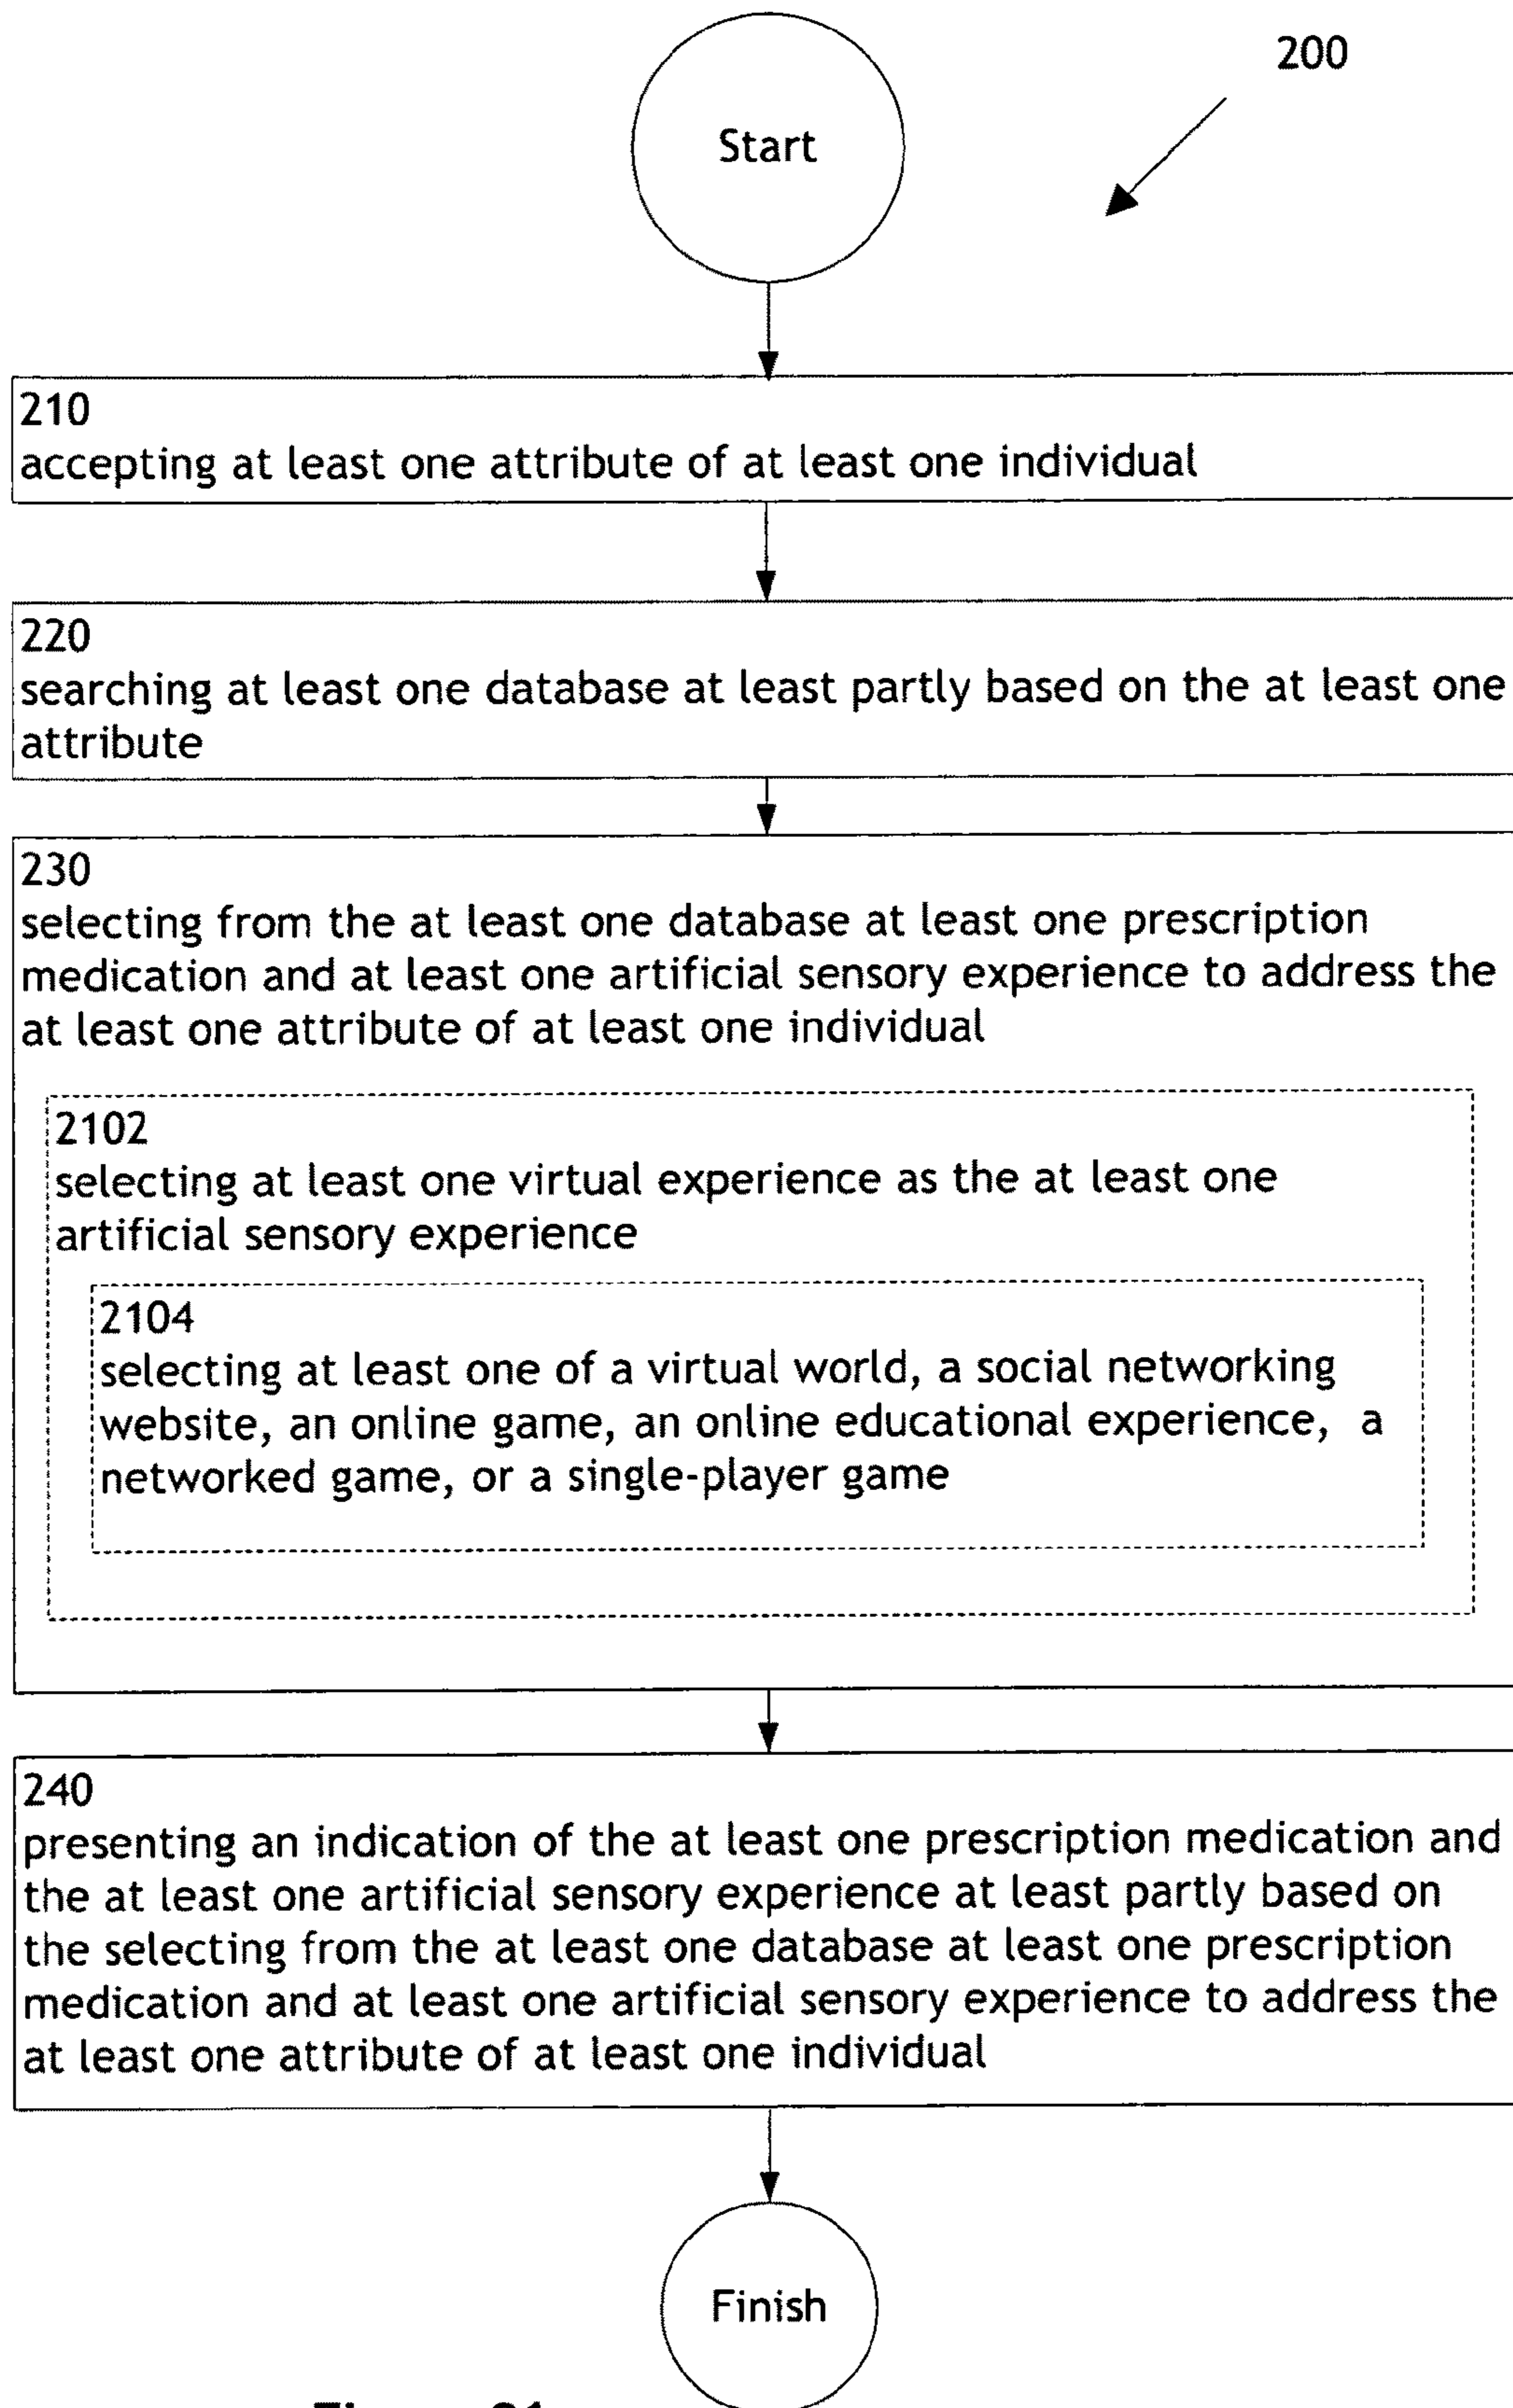 200
Start
210
accepting at least one attribute of at least one individual
220
searching at least one database at least partly based on the at least one
attribute
230
selecting from the at least one database at least one prescription
medication and at least one artificial sensory experience to address the
at least one attribute of at least one individual
2102
selecting at least one virtual experience as the at least one
artificial sensory experience
2104
selecting at least one of a virtual world, a social networking
website, an online game, an online educational experience, a
networked game, or a single-player game
240
presenting an indication of the at least one prescription medication and
the at least one artificial sensory experience at least partly based on
the selecting from the at least one database at least one prescription
medication and at least one artificial sensory experience to address the
at least one attribute of at least one individual
Finish